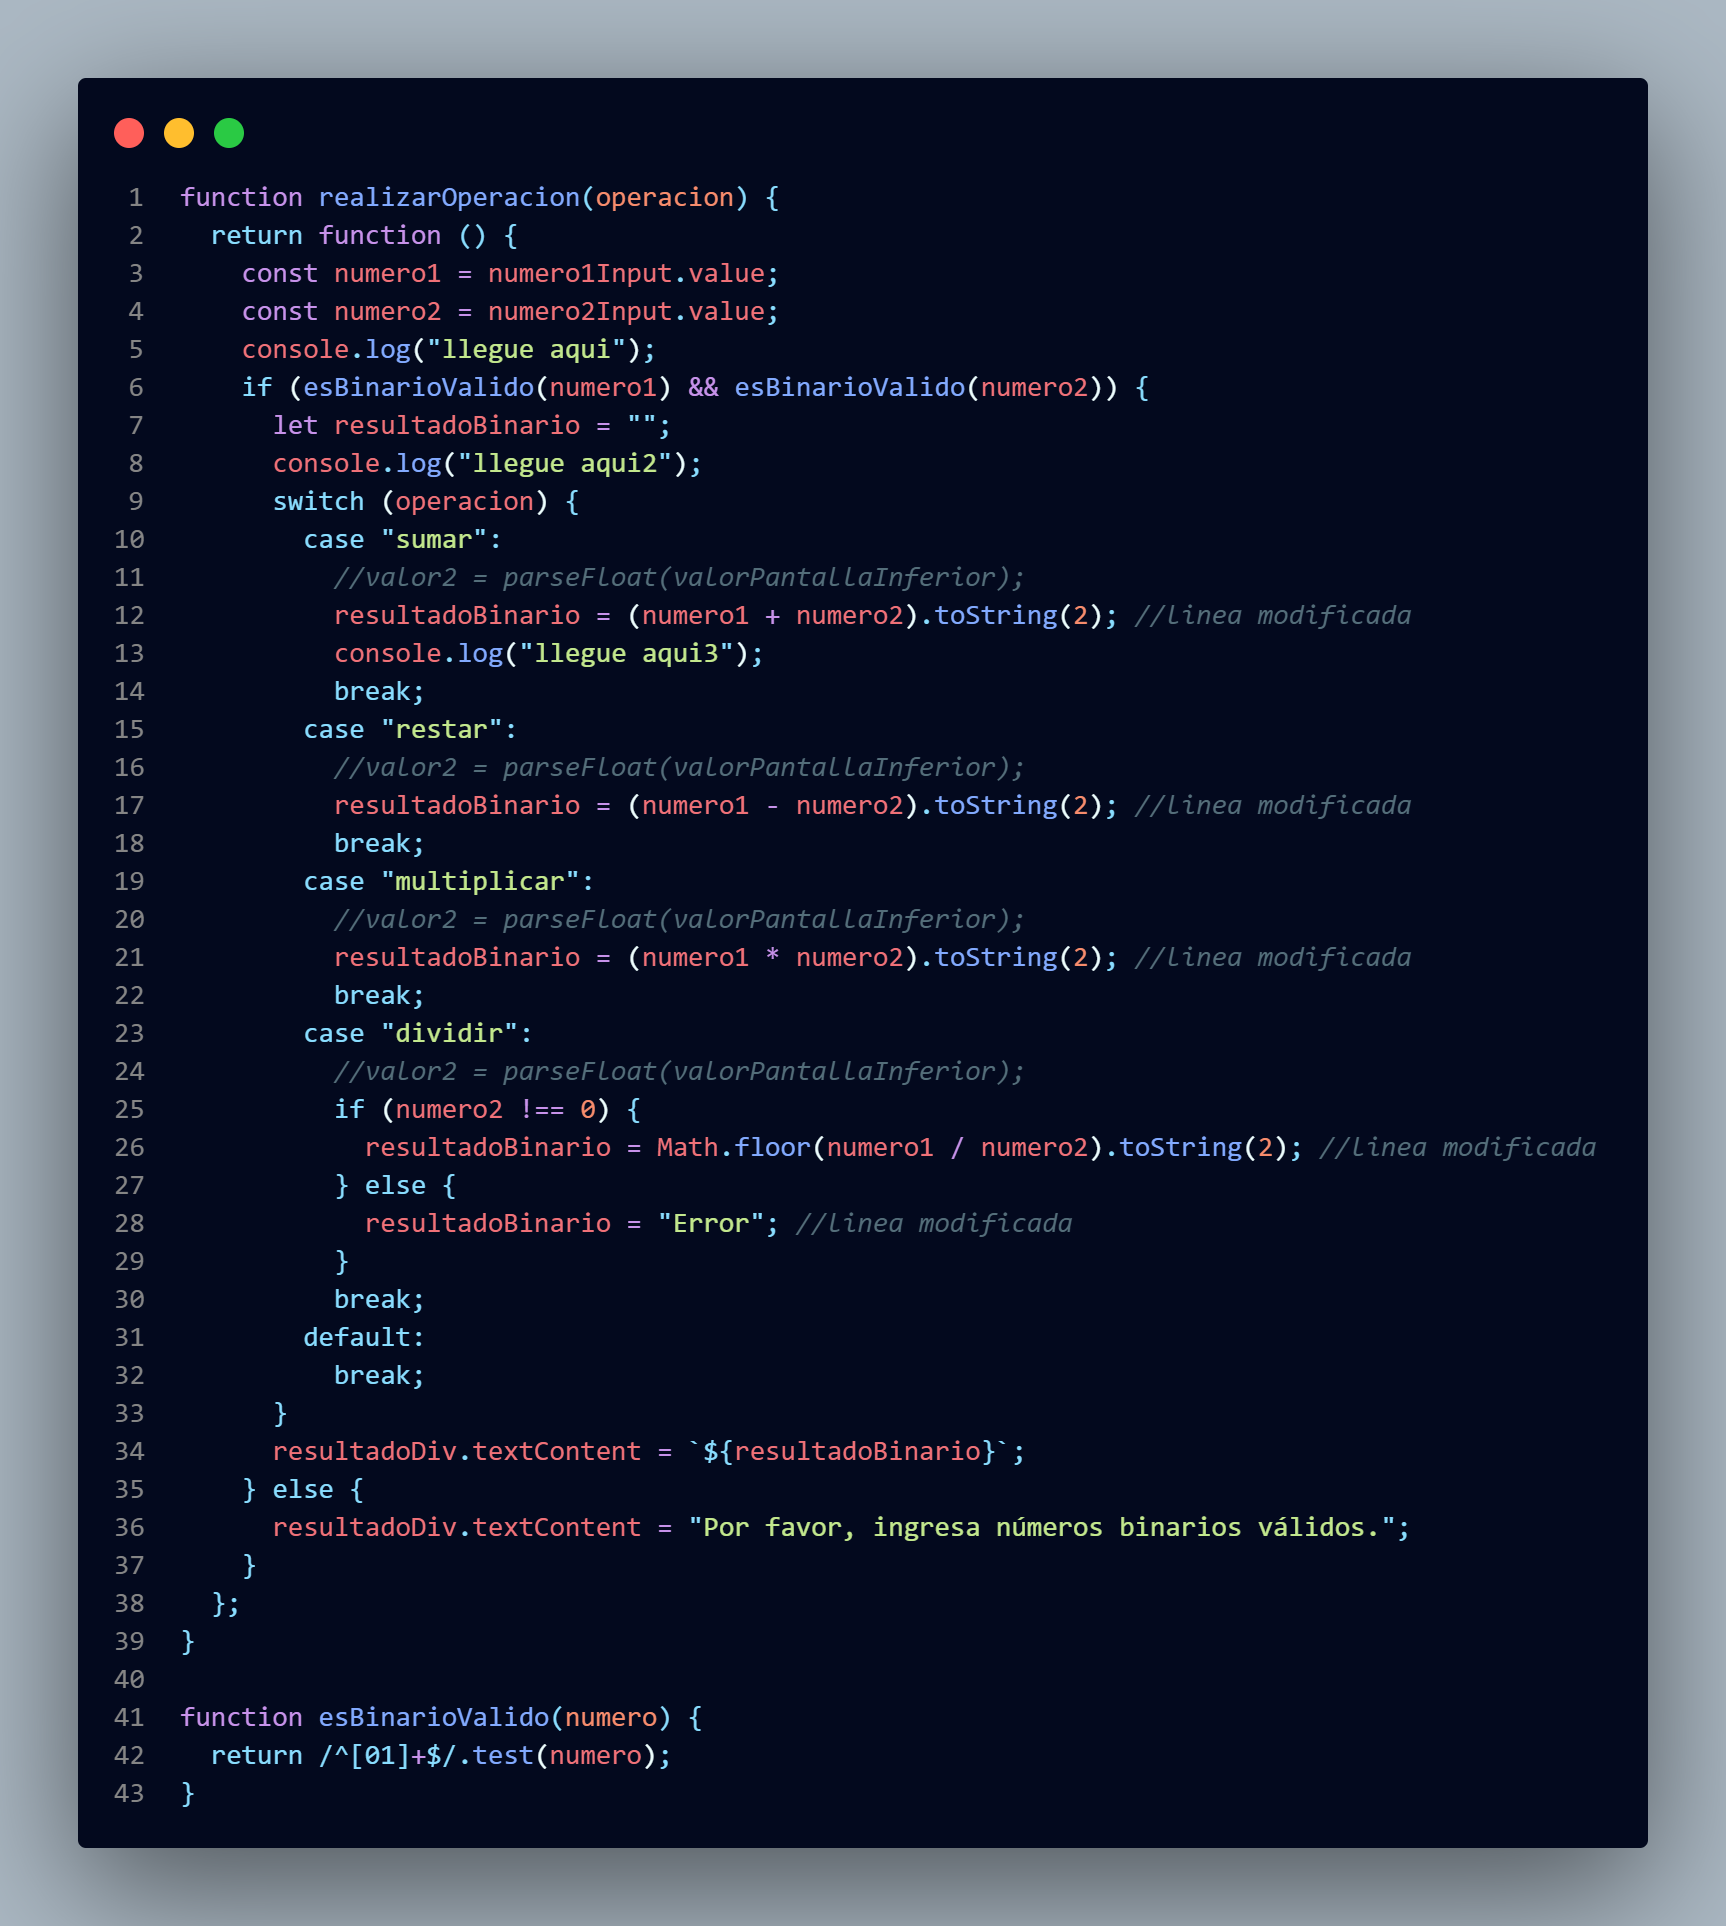 1 function realizarOperacion(operacion) {
2   return function () {
3     const numero1 = numero1Input.value;
4     const numero2 = numero2Input.value;
5     console.log("llegue aqui");
6     if (esBinarioValido(numero1) && esBinarioValido(numero2)) {
7       let resultadoBinario = "";
8       console.log("llegue aqui2");
9       switch (operacion) {
10         case "sumar":
11           //valor2 = parseFloat(valorPantallaInferior);
12           resultadoBinario = (numero1 + numero2).toString(2); //linea modificada
13           console.log("llegue aqui3");
14           break;
15         case "restar":
16           //valor2 = parseFloat(valorPantallaInferior);
17           resultadoBinario = (numero1 - numero2).toString(2); //linea modificada
18           break;
19         case "multiplicar":
20           //valor2 = parseFloat(valorPantallaInferior);
21           resultadoBinario = (numero1 * numero2).toString(2); //linea modificada
22           break;
23         case "dividir":
24           //valor2 = parseFloat(valorPantallaInferior);
25           if (numero2 !== 0) {
26             resultadoBinario = Math.floor(numero1 / numero2).toString(2); //linea modificada
27           } else {
28             resultadoBinario = "Error"; //linea modificada
29           }
30           break;
31         default:
32           break;
33       }
34       resultadoDiv.textContent = `${resultadoBinario}`;
35     } else {
36       resultadoDiv.textContent = "Por favor, ingresa números binarios válidos.";
37     }
38   };
39 }
40
41 function esBinarioValido(numero) {
42   return /^[01]+$/.test(numero);
43 }